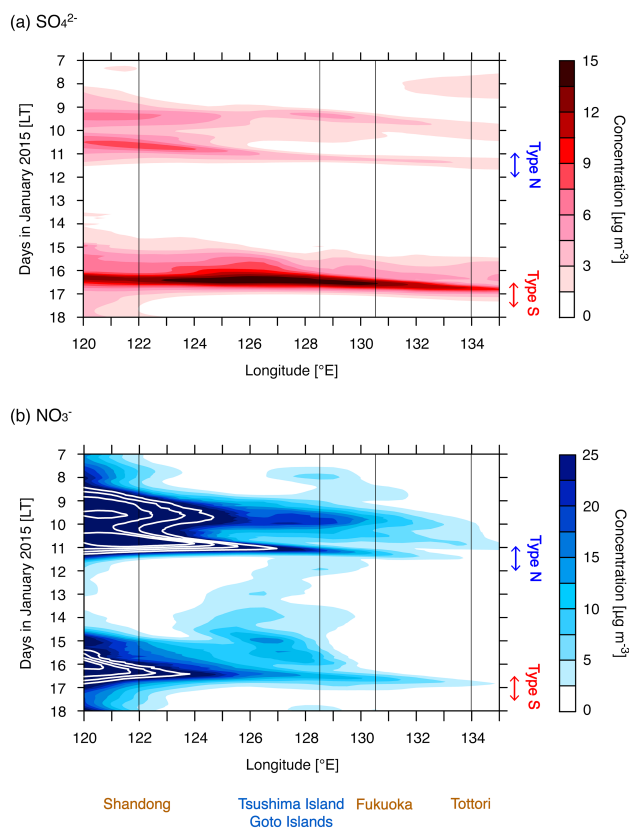 (a) SO₄²⁻
7
8
9
10
11
12
13
14
15
16
17
18
Days in January 2015 [LT]
120 122 124 126 128 130 132 134
Longitude [°E]
Type N
Type S
15
12
9
6
3
0
Concentration [µg m⁻³]
(b) NO₃⁻
7
8
9
10
11
12
13
14
15
16
17
18
Days in January 2015 [LT]
120 122 124 126 128 130 132 134
Longitude [°E]
Type N
Type S
25
20
15
10
5
0
Concentration [µg m⁻³]
Shandong Tsushima Island Fukuoka Tottori
Goto Islands